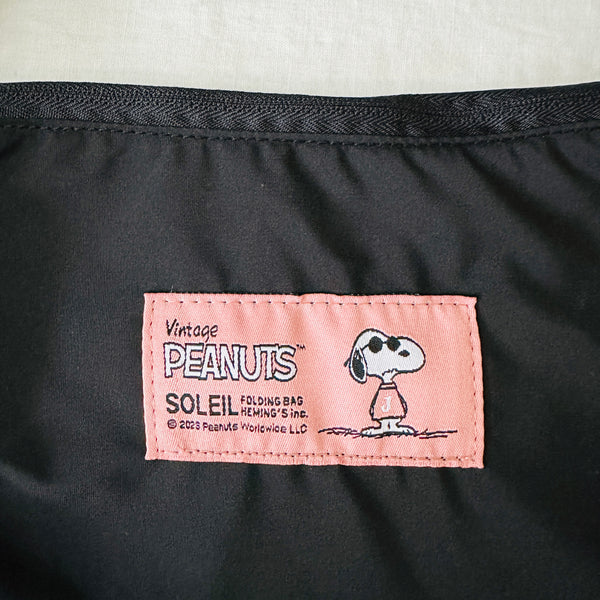 Vintage
PEANUTS™
SOLEIL FOLDING BAG
HEMING'S inc.
© 2023 Peanuts Worldwide LLC
J